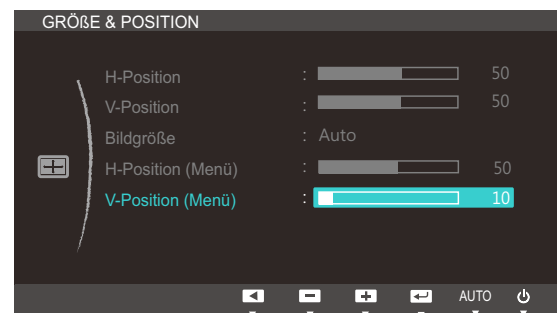 GRÖßE & POSITION
H-Position : 50
V-Position : 50
Bildgröße : Auto
H-Position (Menü) : 50
V-Position (Menü) : 10
AUTO